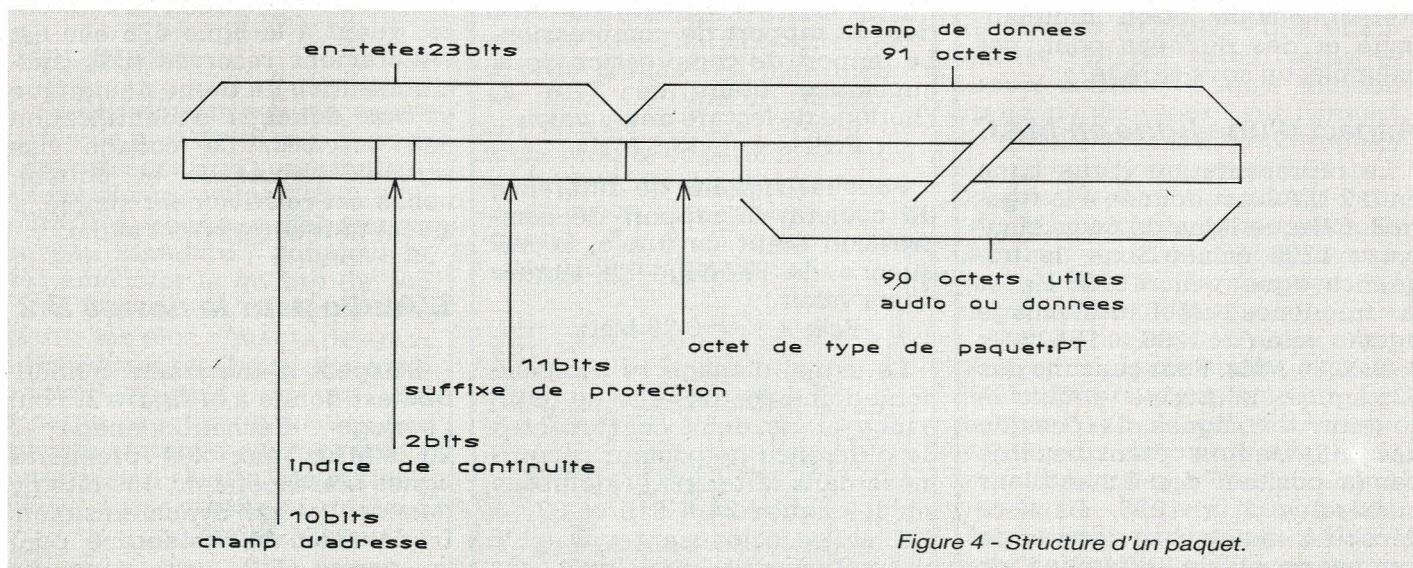 en-tete:23bits
champ de donnees
91 octets
90 octets utiles
audio ou donnees
octet de type de paquet:PT
11bits
suffixe de protection
2bits
indice de continuite
10bits
champ d'adresse
Figure 4 - Structure d'un paquet.